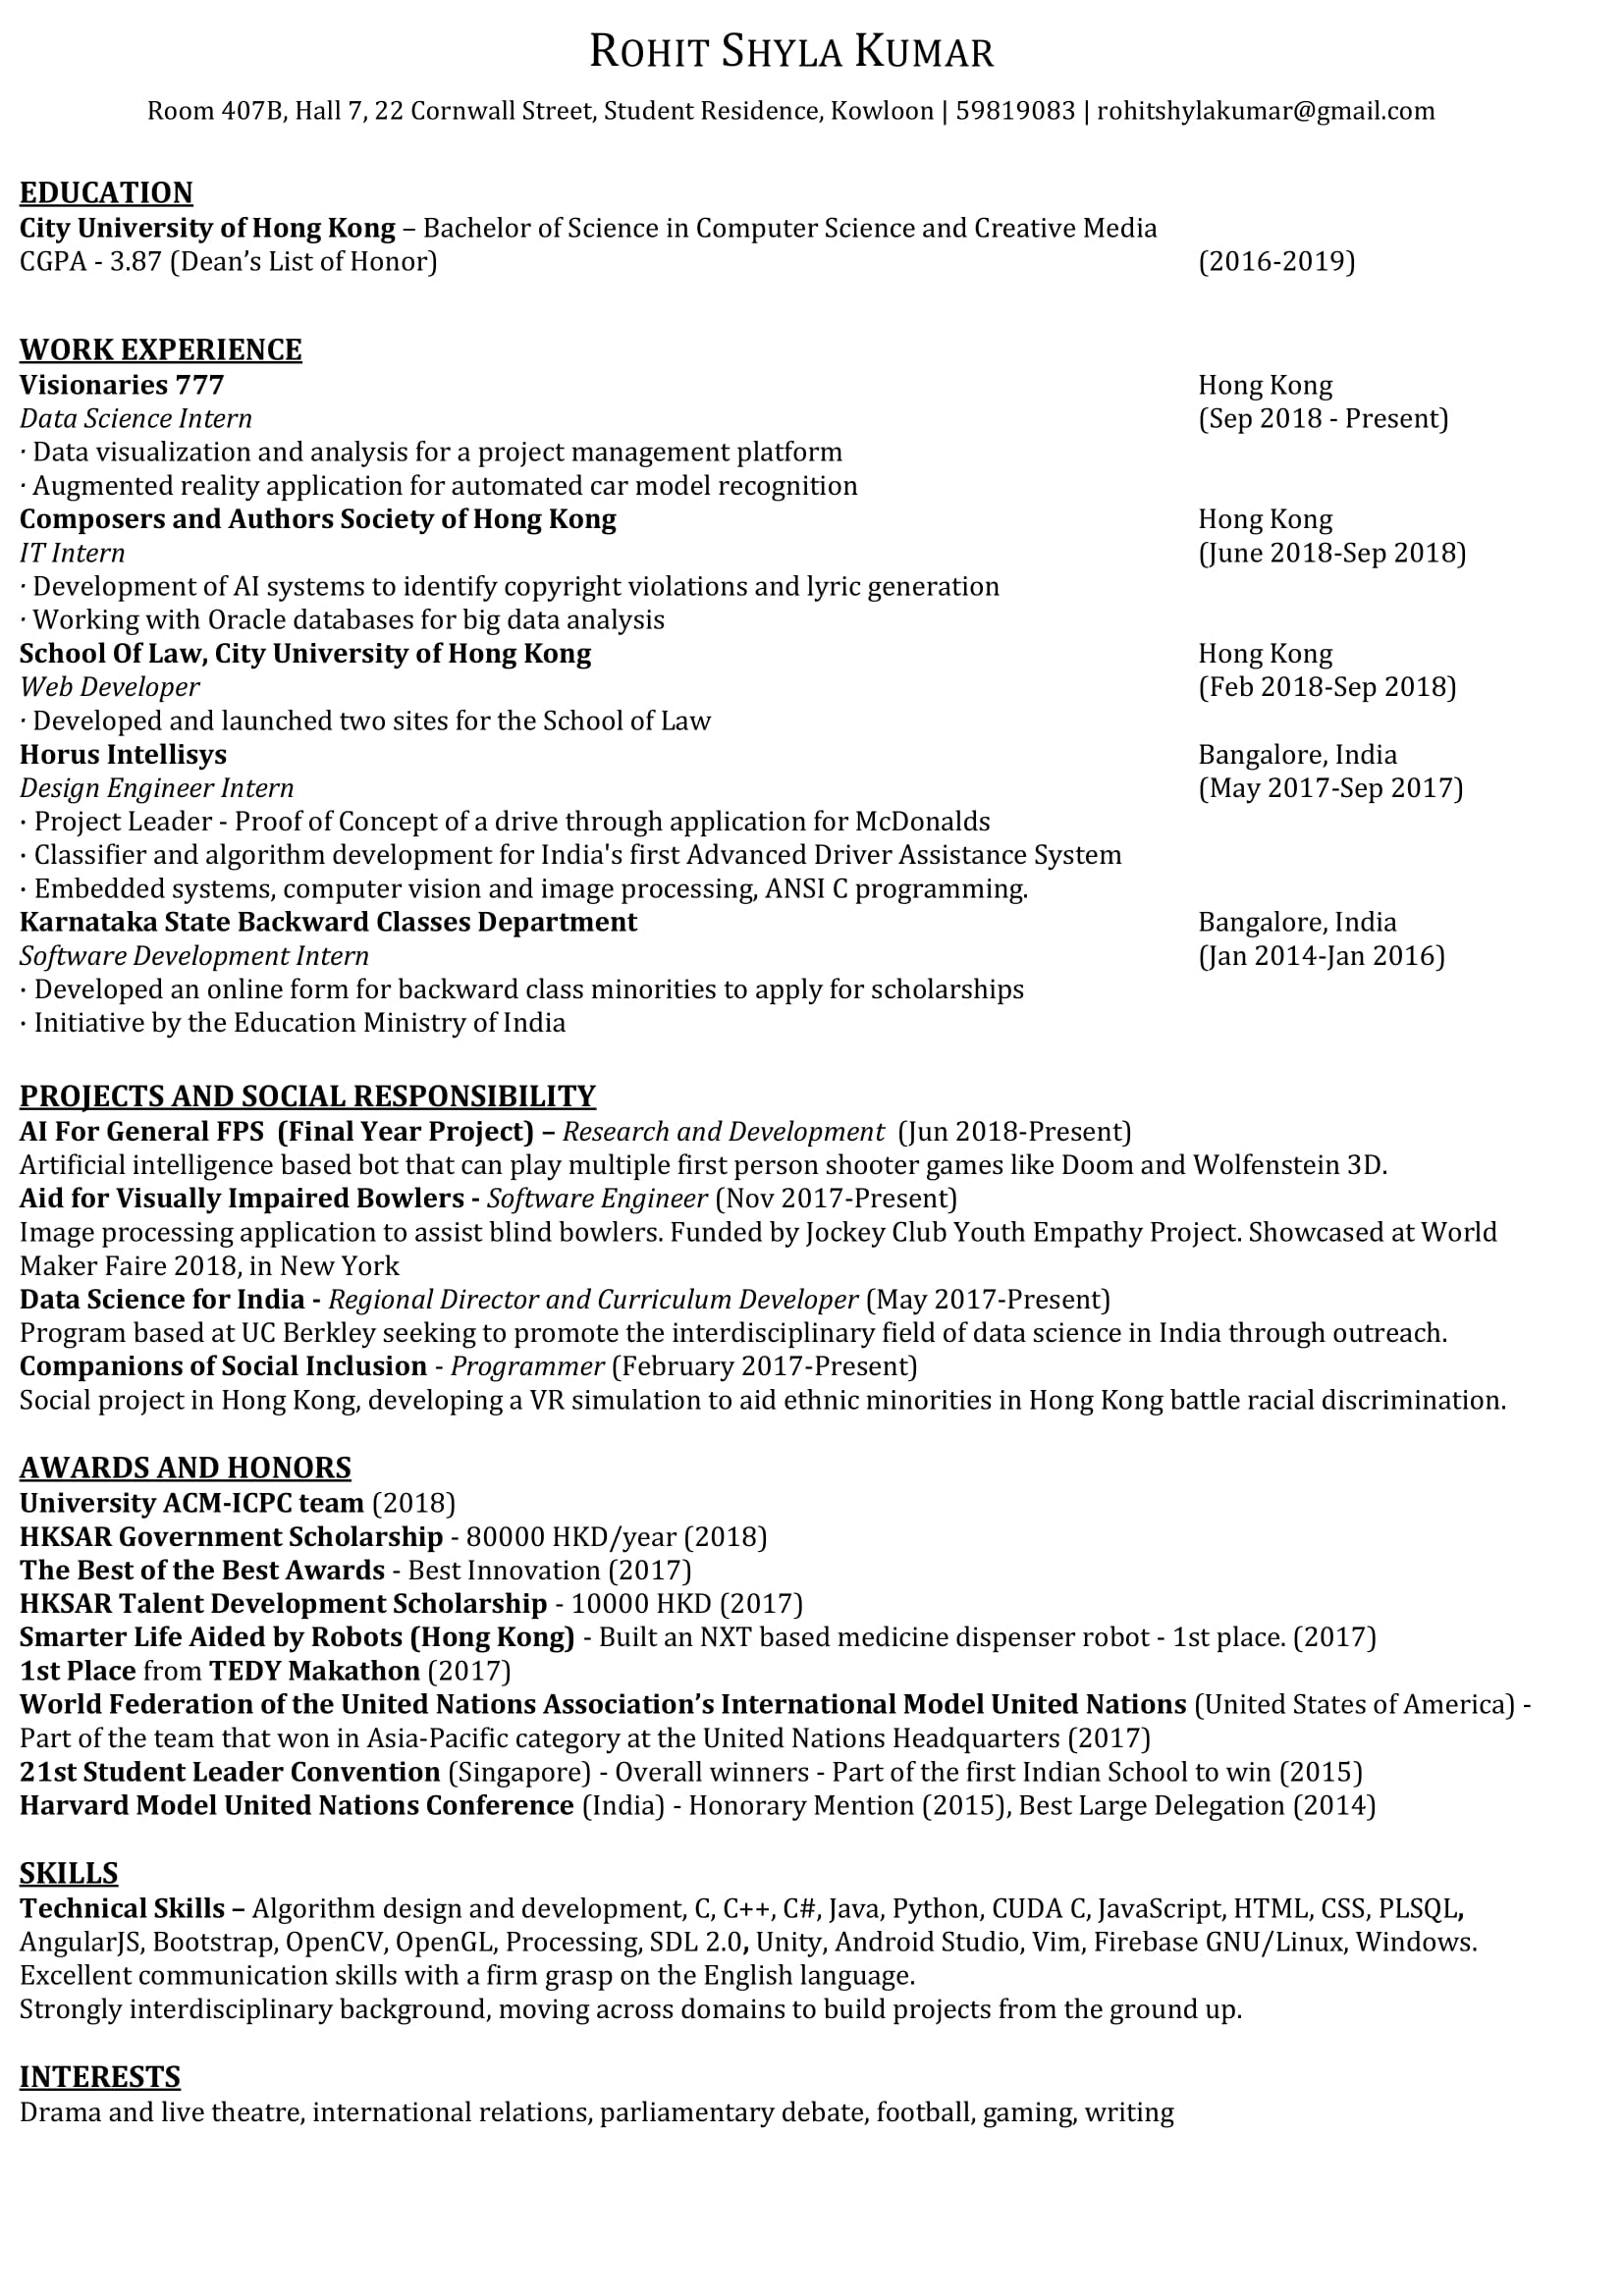 ROHIT SHYLA KUMAR
Room 407B, Hall 7, 22 Cornwall Street, Student Residence, Kowloon | 59819083 | rohitshylakumar@gmail.com
EDUCATION
City University of Hong Kong – Bachelor of Science in Computer Science and Creative Media
CGPA - 3.87 (Dean’s List of Honor) (2016-2019)
WORK EXPERIENCE
Visionaries 777 Hong Kong
Data Science Intern (Sep 2018 - Present)
· Data visualization and analysis for a project management platform
· Augmented reality application for automated car model recognition
Composers and Authors Society of Hong Kong Hong Kong
IT Intern (June 2018-Sep 2018)
· Development of AI systems to identify copyright violations and lyric generation
· Working with Oracle databases for big data analysis
School Of Law, City University of Hong Kong Hong Kong
Web Developer (Feb 2018-Sep 2018)
· Developed and launched two sites for the School of Law
Horus Intellisys Bangalore, India
Design Engineer Intern (May 2017-Sep 2017)
· Project Leader - Proof of Concept of a drive through application for McDonalds
· Classifier and algorithm development for India's first Advanced Driver Assistance System
· Embedded systems, computer vision and image processing, ANSI C programming.
Karnataka State Backward Classes Department Bangalore, India
Software Development Intern (Jan 2014-Jan 2016)
· Developed an online form for backward class minorities to apply for scholarships
· Initiative by the Education Ministry of India
PROJECTS AND SOCIAL RESPONSIBILITY
AI For General FPS (Final Year Project) – Research and Development (Jun 2018-Present)
Artificial intelligence based bot that can play multiple first person shooter games like Doom and Wolfenstein 3D.
Aid for Visually Impaired Bowlers - Software Engineer (Nov 2017-Present)
Image processing application to assist blind bowlers. Funded by Jockey Club Youth Empathy Project. Showcased at World
Maker Faire 2018, in New York
Data Science for India - Regional Director and Curriculum Developer (May 2017-Present)
Program based at UC Berkley seeking to promote the interdisciplinary field of data science in India through outreach.
Companions of Social Inclusion - Programmer (February 2017-Present)
Social project in Hong Kong, developing a VR simulation to aid ethnic minorities in Hong Kong battle racial discrimination.
AWARDS AND HONORS
University ACM-ICPC team (2018)
HKSAR Government Scholarship - 80000 HKD/year (2018)
The Best of the Best Awards - Best Innovation (2017)
HKSAR Talent Development Scholarship - 10000 HKD (2017)
Smarter Life Aided by Robots (Hong Kong) - Built an NXT based medicine dispenser robot - 1st place. (2017)
1st Place from TEDY Makathon (2017)
World Federation of the United Nations Association’s International Model United Nations (United States of America) -
Part of the team that won in Asia-Pacific category at the United Nations Headquarters (2017)
21st Student Leader Convention (Singapore) - Overall winners - Part of the first Indian School to win (2015)
Harvard Model United Nations Conference (India) - Honorary Mention (2015), Best Large Delegation (2014)
SKILLS
Technical Skills – Algorithm design and development, C, C++, C#, Java, Python, CUDA C, JavaScript, HTML, CSS, PLSQL,
AngularJS, Bootstrap, OpenCV, OpenGL, Processing, SDL 2.0, Unity, Android Studio, Vim, Firebase GNU/Linux, Windows.
Excellent communication skills with a firm grasp on the English language.
Strongly interdisciplinary background, moving across domains to build projects from the ground up.
INTERESTS
Drama and live theatre, international relations, parliamentary debate, football, gaming, writing